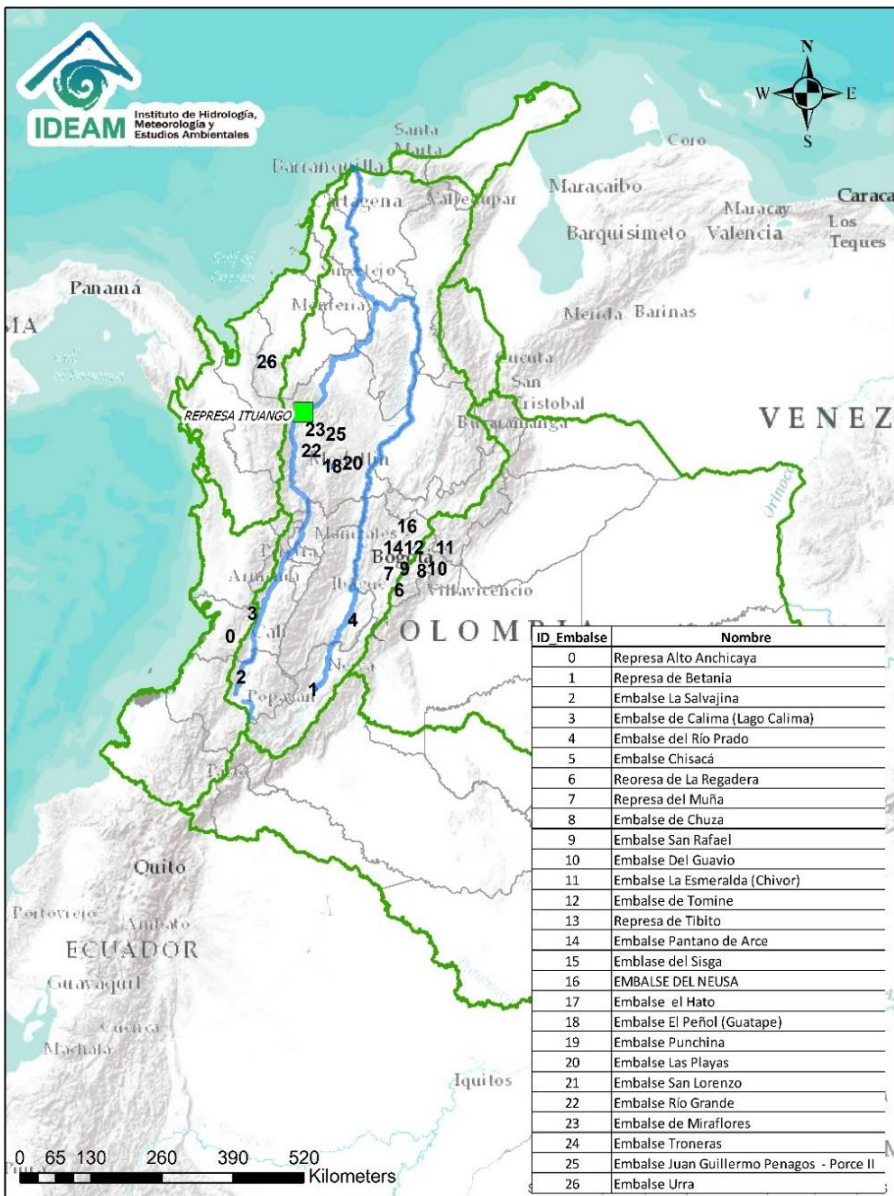 IDEAM
Instituto de Hidrología,
Meteorología y
Estudios Ambientales
N
W E
S
Santa
Marta
Barranquilla
Cartagena
Valledupar
Coro
Maracaibo
Caraca
Maracay
Barquisimeto Valencia
Los
Teques
Sincelejo
Panamá
Montería
MA
Merida Barinas
26
Cucuta
San
Cristobal
Bucaramanga
REPRESA ITUANGO
VENEZ
23
25
22
Medellín
18 20
Orinoco
16
Manizales
14 12 11
Bogotá
7 9 8 10
Armenia
Ibague
6
Villavicencio
3
4
0
Cali
COLOMBIA
Neiva
2
Popayán
1
Pasto
Quito
Portoviejo
Ambato
ECUADOR
Guayaquil
Cuenca
Machala
Iquitos
ID_Embalse Nombre
0 Represa Alto Anchicaya
1 Represa de Betania
2 Embalse La Salvajina
3 Embalse de Calima (Lago Calima)
4 Embalse del Río Prado
5 Embalse Chisacá
6 Reoresa de La Regadera
7 Represa del Muña
8 Embalse de Chuza
9 Embalse San Rafael
10 Embalse Del Guavio
11 Embalse La Esmeralda (Chivor)
12 Embalse de Tomine
13 Represa de Tibito
14 Embalse Pantano de Arce
15 Emblase del Sisga
16 EMBALSE DEL NEUSA
17 Embalse el Hato
18 Embalse El Peñol (Guatape)
19 Embalse Punchina
20 Embalse Las Playas
21 Embalse San Lorenzo
22 Embalse Río Grande
23 Embalse de Miraflores
24 Embalse Troneras
25 Embalse Juan Guillermo Penagos - Porce II
26 Embalse Urra
0 65 130 260 390 520
Kilometers